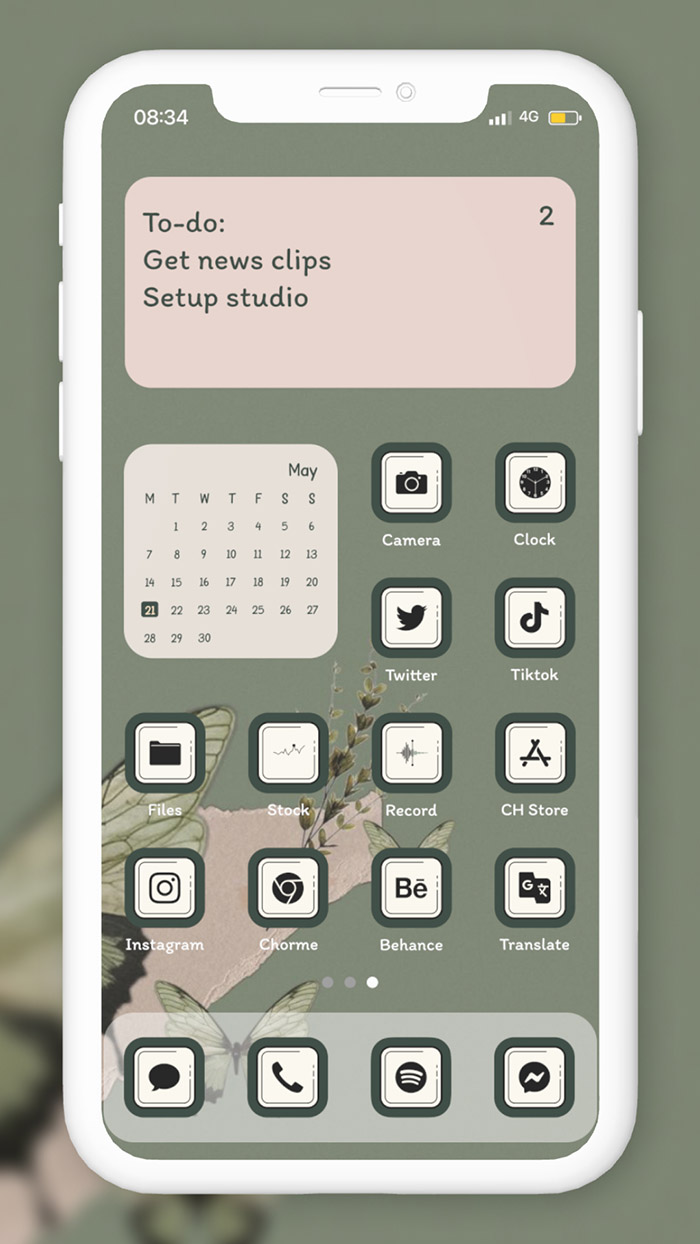 08:34 4G
To-do: 2
Get news clips
Setup studio
May
M T W T F S S
1 2 3 4 5 6
7 8 9 10 11 12 13
14 15 16 17 18 19 20
21 22 23 24 25 26 27
28 29 30
Camera Clock
Twitter Tiktok
Files Stock Record CH Store
Bē
G 文
Instagram Chorme Behance Translate